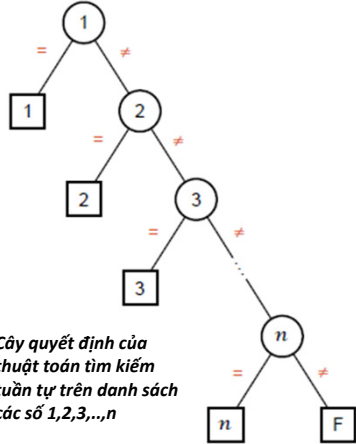 1
= ≠
1 2
= ≠
2 3
= ≠
3
n
= ≠
n F
Cây quyết định của
thuật toán tìm kiếm
tuần tự trên danh sách
các số 1,2,3,..,n